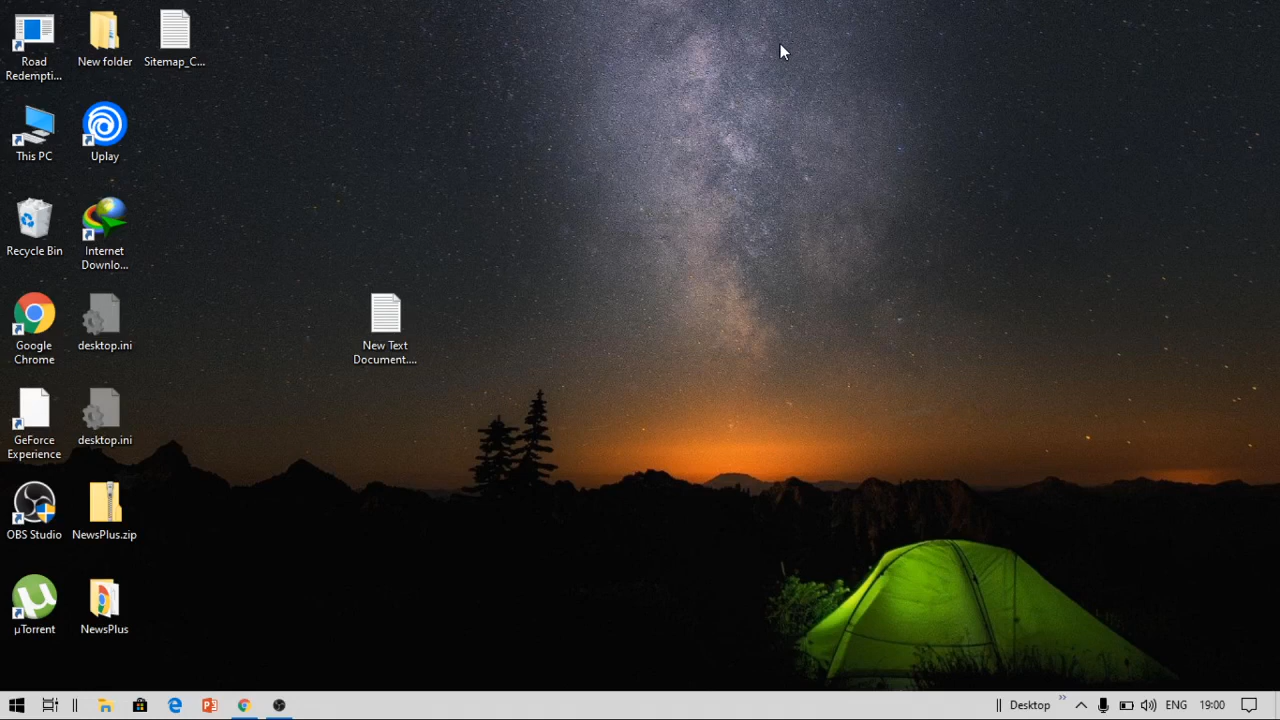 Road
Redempti...
New folder
Sitemap_C...
This PC
Uplay
Recycle Bin
Internet
Downlo...
Google
Chrome
desktop.ini
New Text
Document....
GeForce
Experience
desktop.ini
OBS Studio
NewsPlus.zip
µTorrent
NewsPlus
Desktop
ENG
19:00